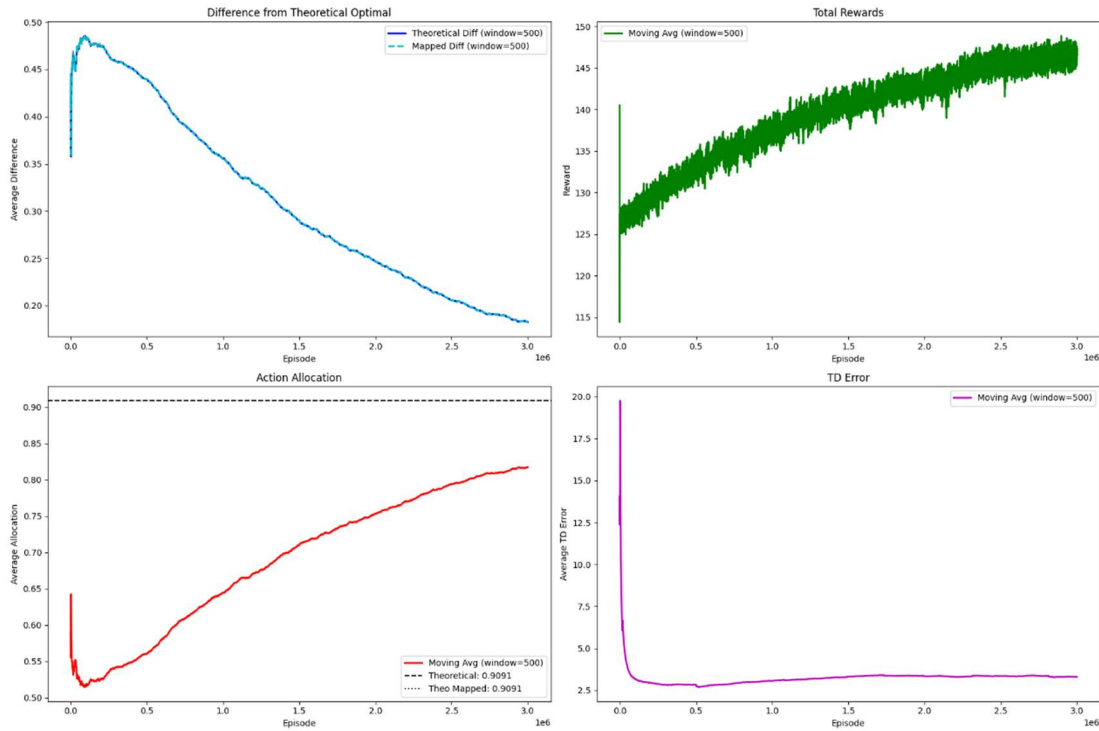 Difference from Theoretical Optimal
0.50
0.45
0.40
0.35
0.30
0.25
0.20
Average Difference
Theoretical Diff (window=500)
Mapped Diff (window=500)
0.0 0.5 1.0 1.5 2.0 2.5 3.0
1e6
Episode
Total Rewards
150
145
140
135
130
125
120
115
Reward
Moving Avg (window=500)
0.0 0.5 1.0 1.5 2.0 2.5 3.0
1e6
Episode
Action Allocation
0.90
0.85
0.80
0.75
0.70
0.65
0.60
0.55
0.50
Average Allocation
Moving Avg (window=500)
Theoretical: 0.9091
Theo Mapped: 0.9091
0.0 0.5 1.0 1.5 2.0 2.5 3.0
1e6
Episode
TD Error
20.0
17.5
15.0
12.5
10.0
7.5
5.0
2.5
Average TD Error
Moving Avg (window=500)
0.0 0.5 1.0 1.5 2.0 2.5 3.0
1e6
Episode